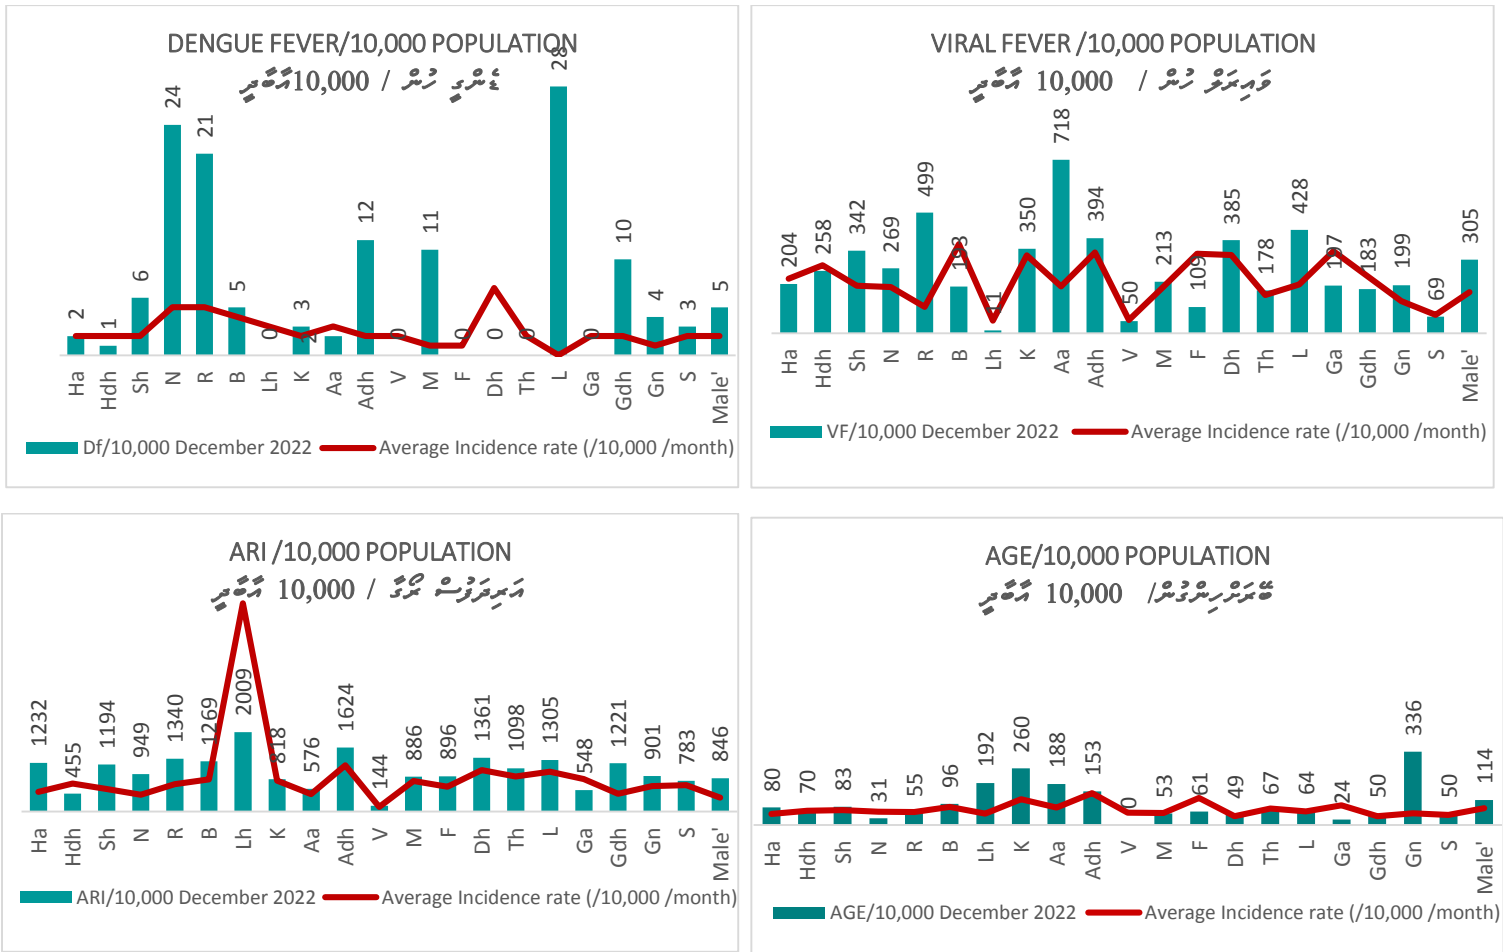 DENGUE FEVER/10,000 POPULATION
ޑެންގީ ހުން / 10,000އާބާދީ
2 1 6 24 21 5 0 3 2 12 0 11 0 0 0 28 0 10 4 3 5
Ha Hdh Sh N R B Lh K Aa Adh V M F Dh Th L Ga Gdh Gn S Male'
Df/10,000 December 2022 Average Incidence rate (/10,000 /month)
VIRAL FEVER /10,000 POPULATION
ވައިރަލް ހުން / 10,000 އާބާދީ
204 258 342 269 499 193 11 350 718 394 50 213 109 385 178 428 197 183 199 69 305
Ha Hdh Sh N R B Lh K Aa Adh V M F Dh Th L Ga Gdh Gn S Male'
VF/10,000 December 2022 Average Incidence rate (/10,000 /month)
ARI /10,000 POPULATION
އަރިދަފުސް ރޯގާ / 10,000 އާބާދީ
1232 455 1194 949 1340 1269 2009 818 576 1624 144 886 896 1361 1098 1305 548 1221 901 783 846
Ha Hdh Sh N R B Lh K Aa Adh V M F Dh Th L Ga Gdh Gn S Male'
ARI/10,000 December 2022 Average Incidence rate (/10,000 /month)
AGE/10,000 POPULATION
ބޭރަށްހިންގުން/ 10,000 އާބާދީ
80 70 83 31 55 96 192 260 188 153 0 53 61 49 67 64 24 50 336 50 114
Ha Hdh Sh N R B Lh K Aa Adh V M F Dh Th L Ga Gdh Gn S Male'
AGE/10,000 December 2022 Average Incidence rate (/10,000 /month)